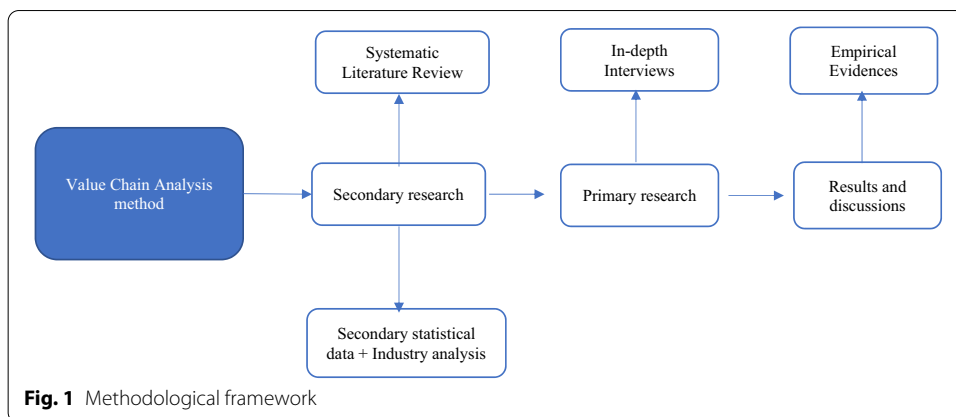 Systematic
Literature Review
In-depth
Interviews
Empirical
Evidences
Value Chain Analysis
method
Secondary research
Primary research
Results and
discussions
Secondary statistical
data + Industry analysis
Fig. 1 Methodological framework